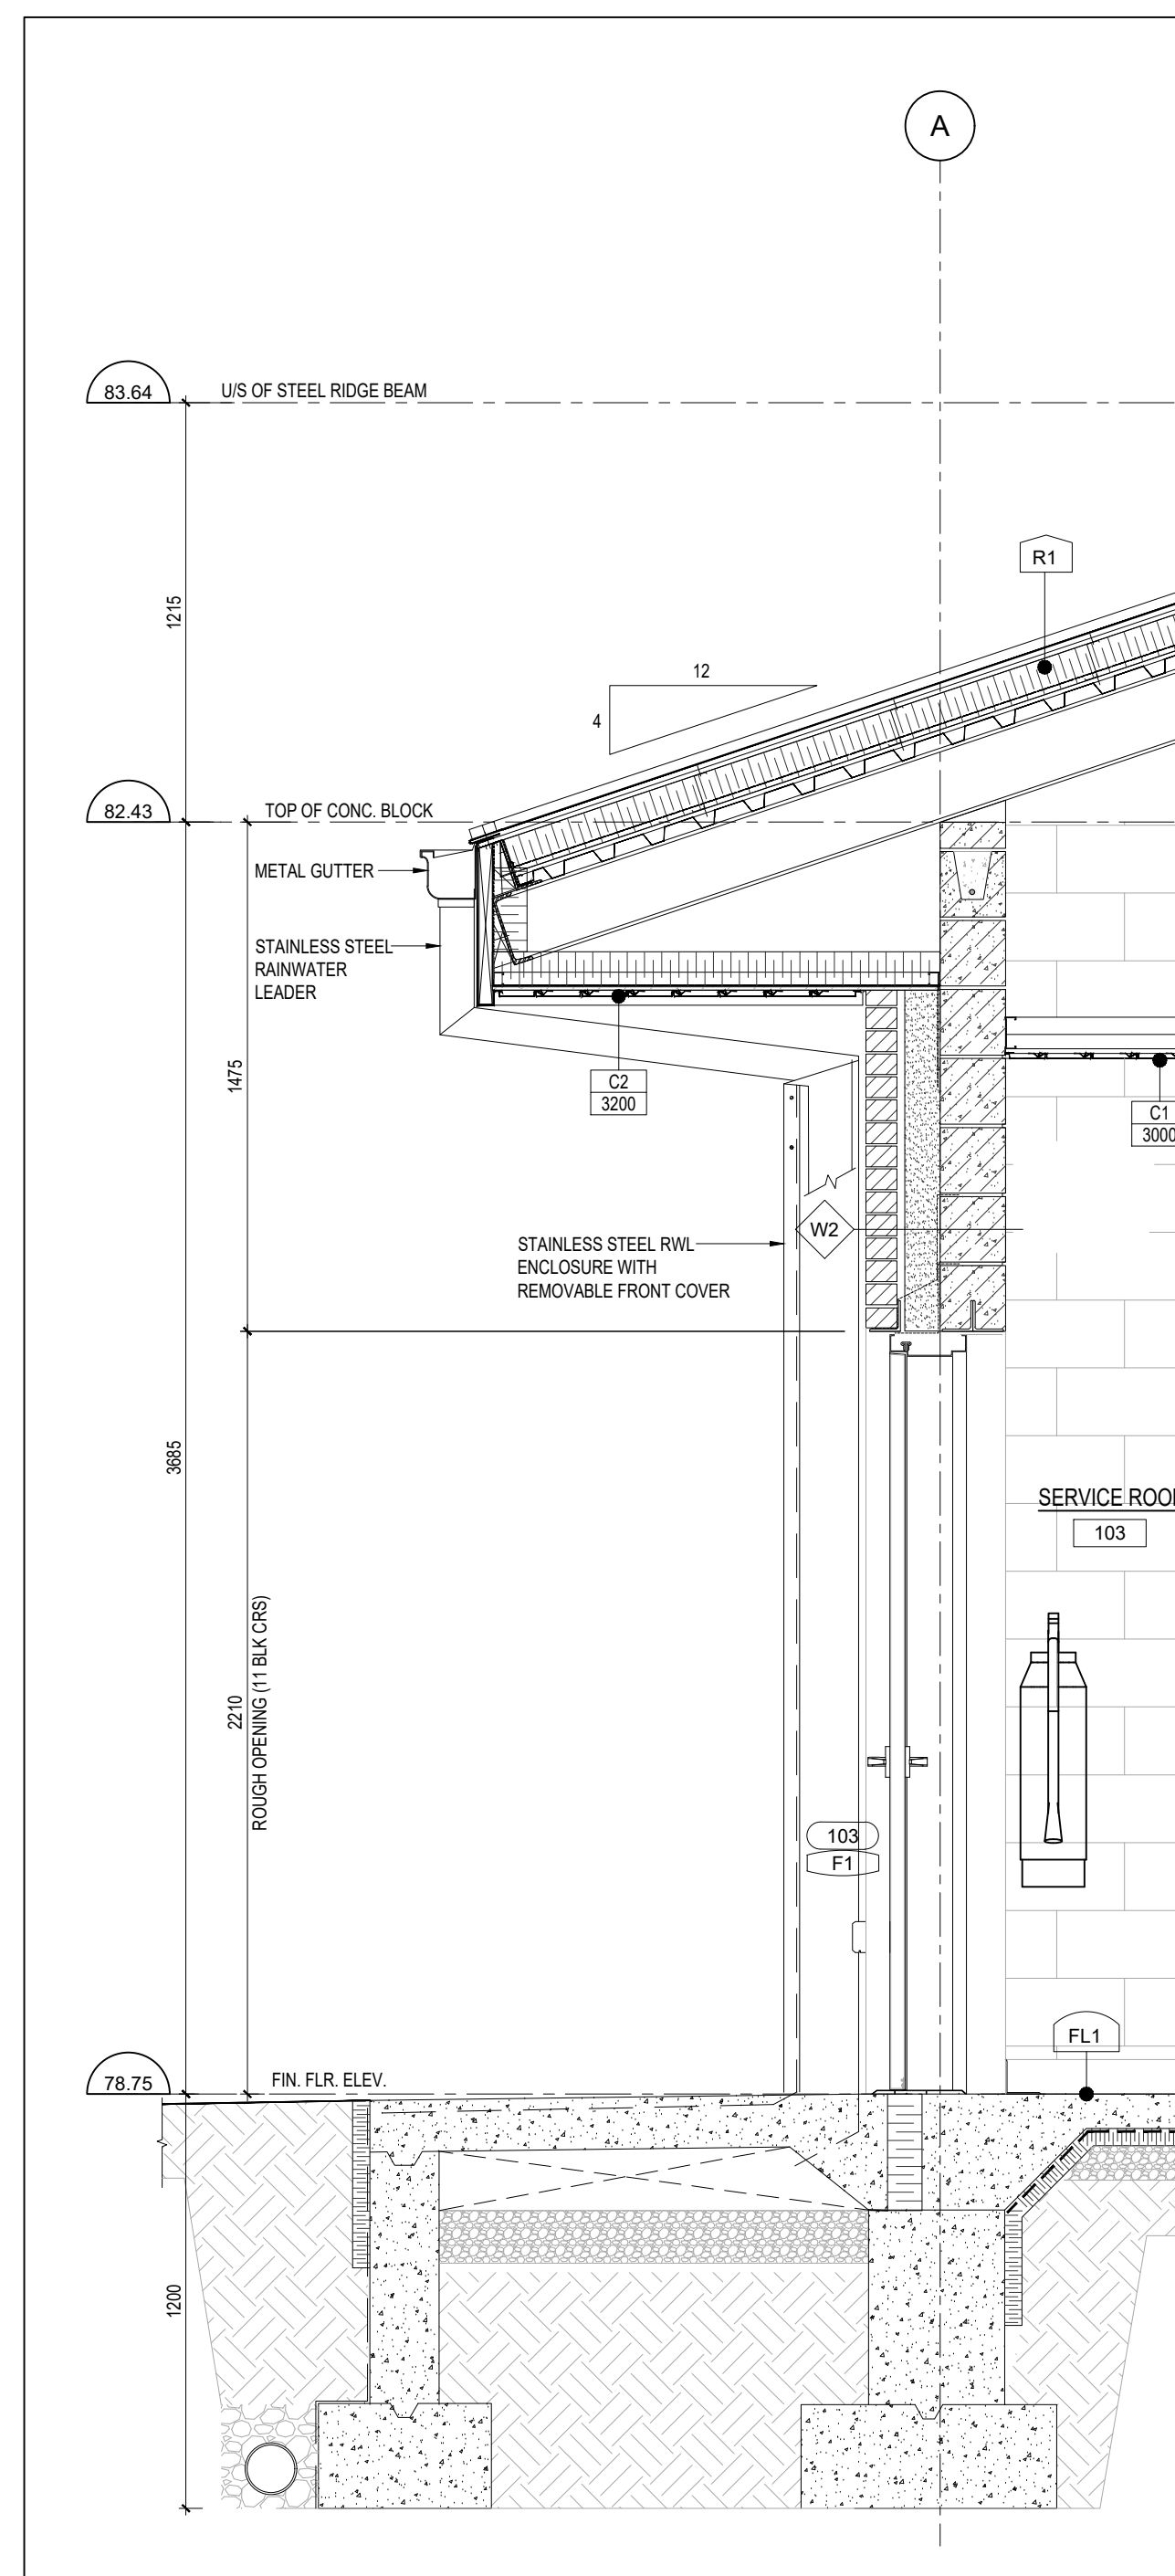 A
83.64
U/S OF STEEL RIDGE BEAM
R1
1215
12
4
82.43
TOP OF CONC. BLOCK
METAL GUTTER
STAINLESS STEEL
RAINWATER
LEADER
1475
C2
3200
C1
3000
W2
STAINLESS STEEL RWL
ENCLOSURE WITH
REMOVABLE FRONT COVER
3685
SERVICE ROO
103
2210
ROUGH OPENING (11 BLK CRS)
103
F1
FL1
78.75
FIN. FLR. ELEV.
1200